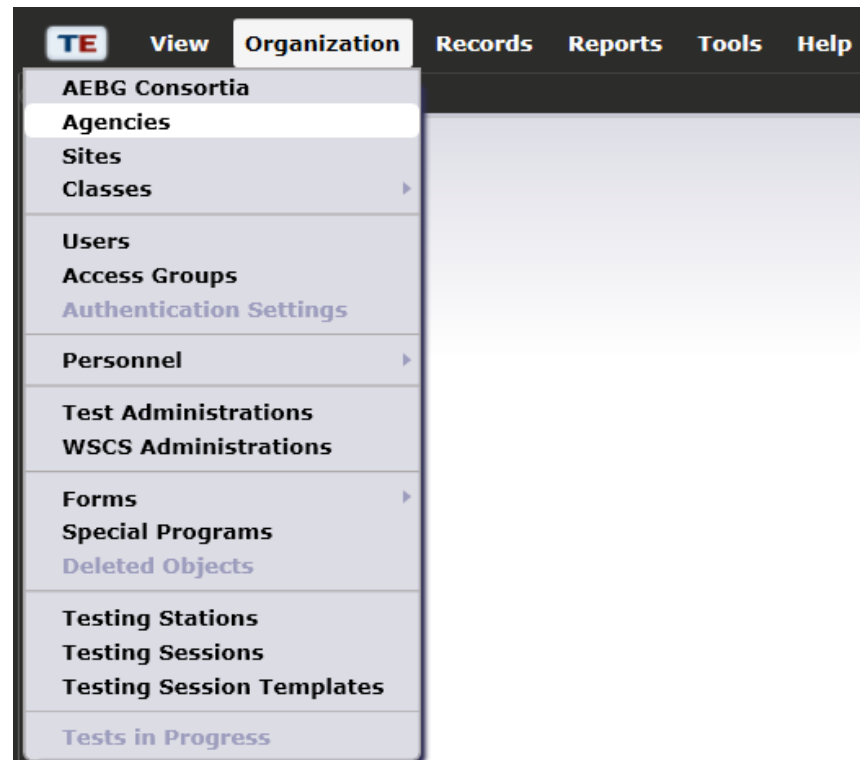 TE View Organization Records Reports Tools Help
AEBG Consortia
Agencies
Sites
Classes
Users
Access Groups
Authentication Settings
Personnel
Test Administrations
WSCS Administrations
Forms
Special Programs
Deleted Objects
Testing Stations
Testing Sessions
Testing Session Templates
Tests in Progress